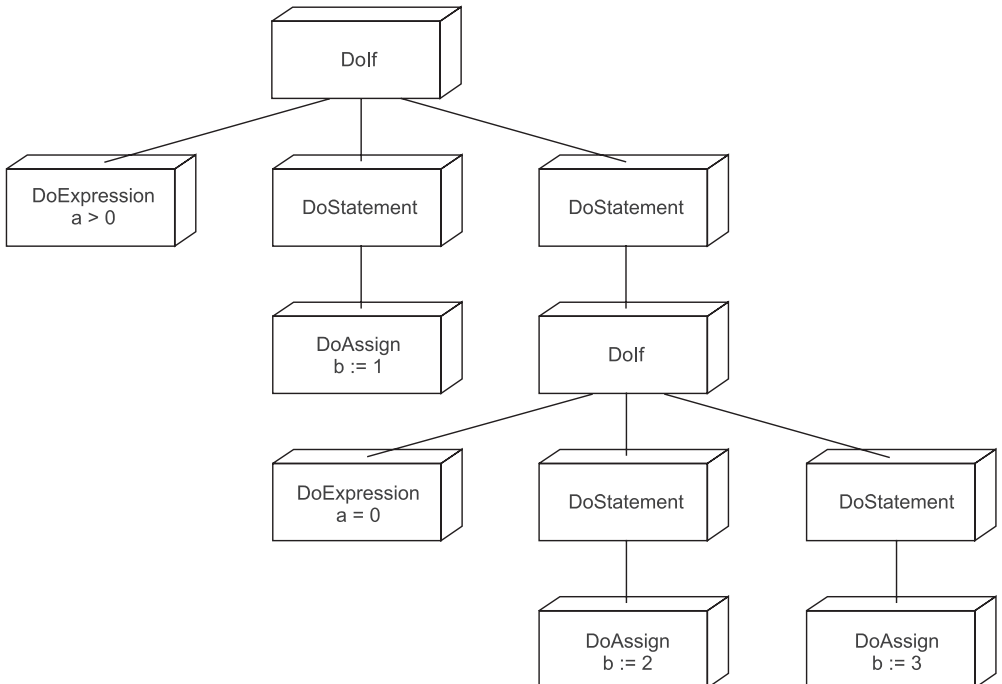 DoIf
DoExpression
a > 0
DoStatement
DoStatement
DoAssign
b := 1
DoIf
DoExpression
a = 0
DoStatement
DoStatement
DoAssign
b := 2
DoAssign
b := 3